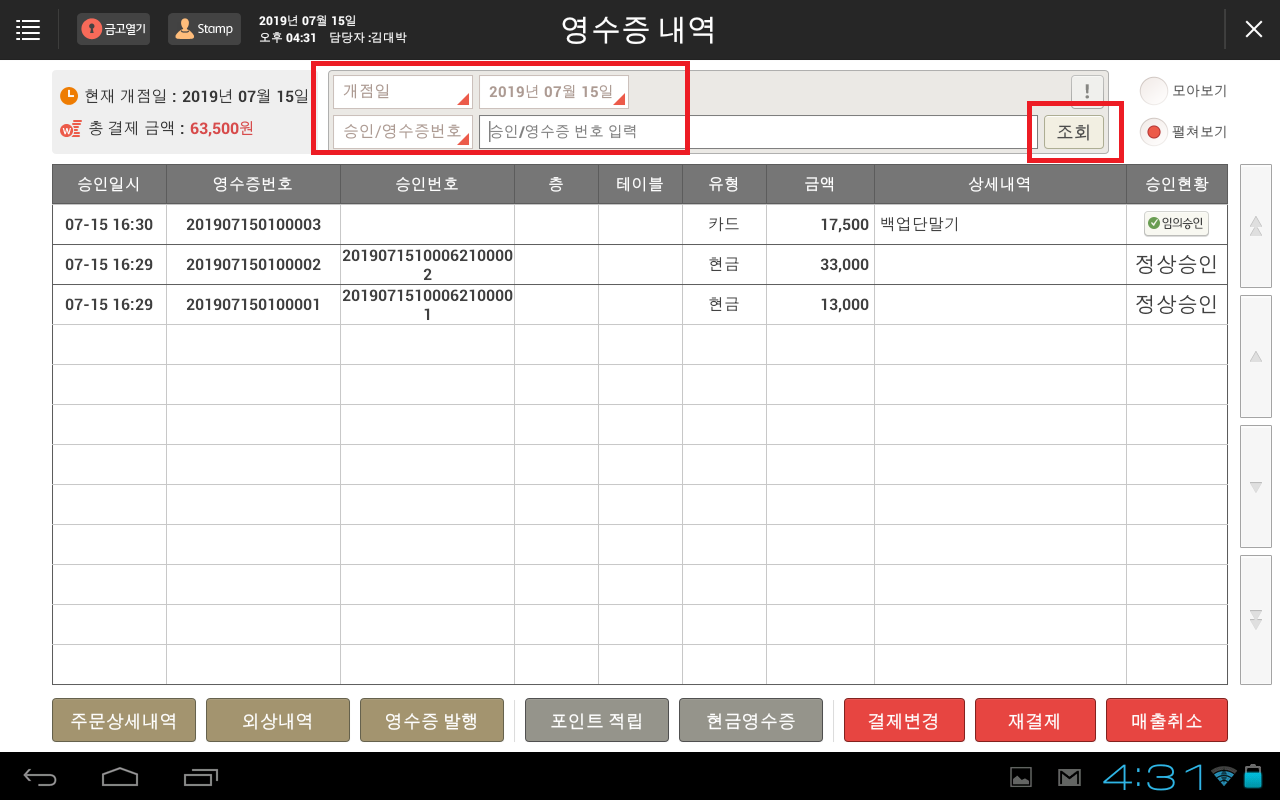 금고열기
Stamp
2019년 07월 15일
오후 04:31 담당자 :김대박
영수증 내역
현재 개점일 : 2019년 07월 15일
총 결제 금액 : 63,500원
개점일
2019년 07월 15일
!
승인/영수증번호
승인/영수증 번호 입력
조회
모아보기
펼쳐보기
승인일시 영수증번호 승인번호 층 테이블 유형 금액 상세내역 승인현황
07-15 16:30 201907150100003 카드 17,500 백업단말기 임의승인
07-15 16:29 201907150100002 20190715100062100002 현금 33,000 정상승인
07-15 16:29 201907150100001 20190715100062100001 현금 13,000 정상승인
주문상세내역 외상내역 영수증 발행 포인트 적립 현금영수증 결제변경 재결제 매출취소
4:31